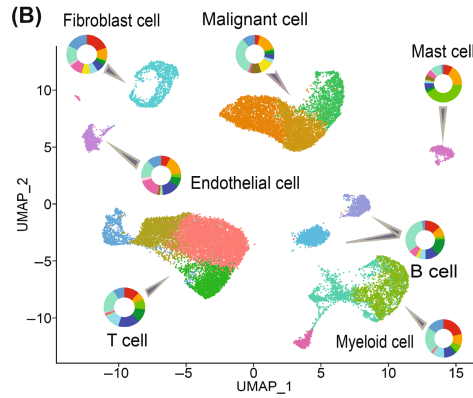 (B)
Fibroblast cell
Malignant cell
Mast cell
Endothelial cell
B cell
T cell
Myeloid cell
UMAP_2
10
5
0
−5
−10
−10
−5
0
5
10
15
UMAP_1